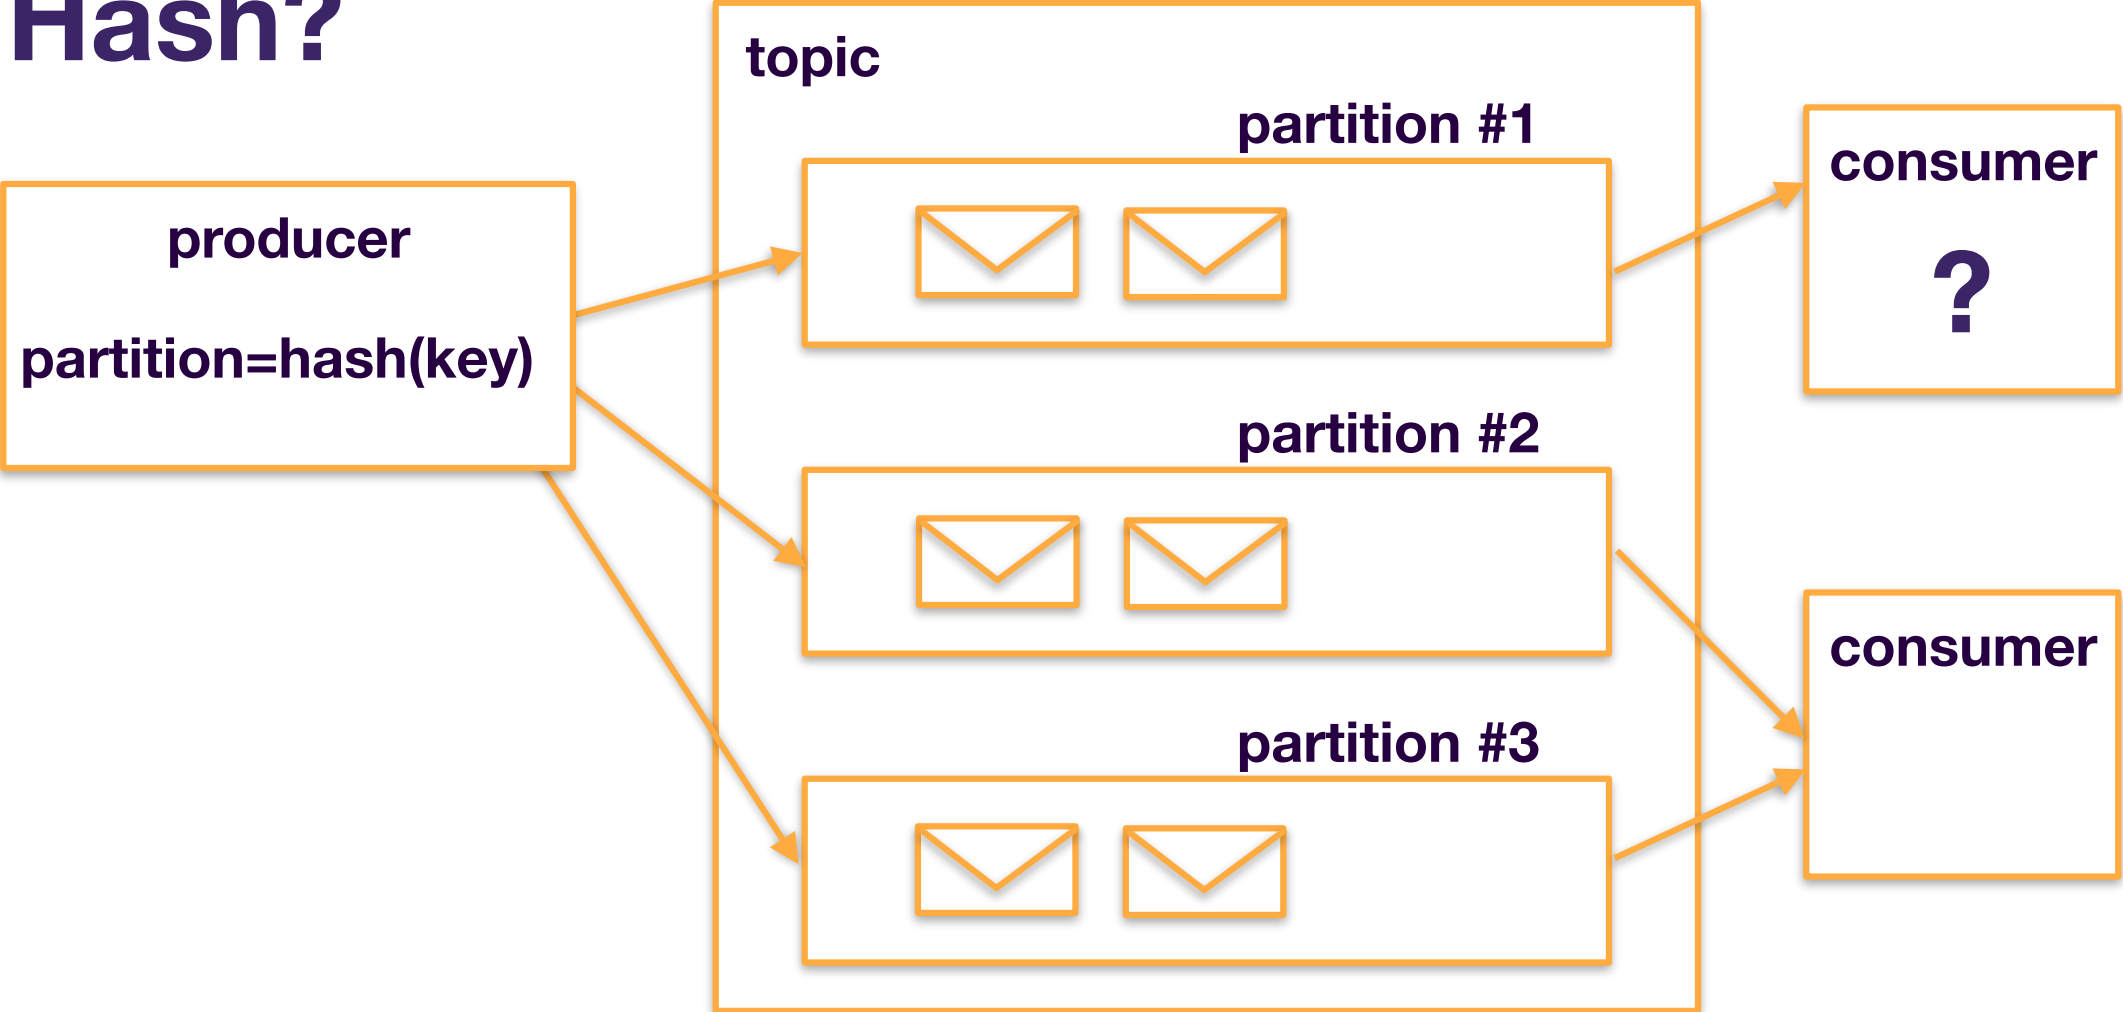 Hash?
topic
partition #1
consumer
?
producer
partition=hash(key)
partition #2
consumer
partition #3